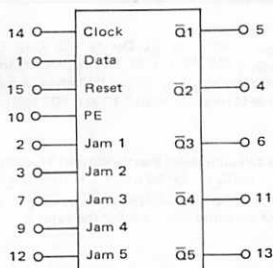 14 Clock Q̅1 5
1 Data
15 Reset Q̅2 4
10 PE
2 Jam 1 Q̅3 6
3 Jam 2
7 Jam 3 Q̅4 11
9 Jam 4
12 Jam 5 Q̅5 13